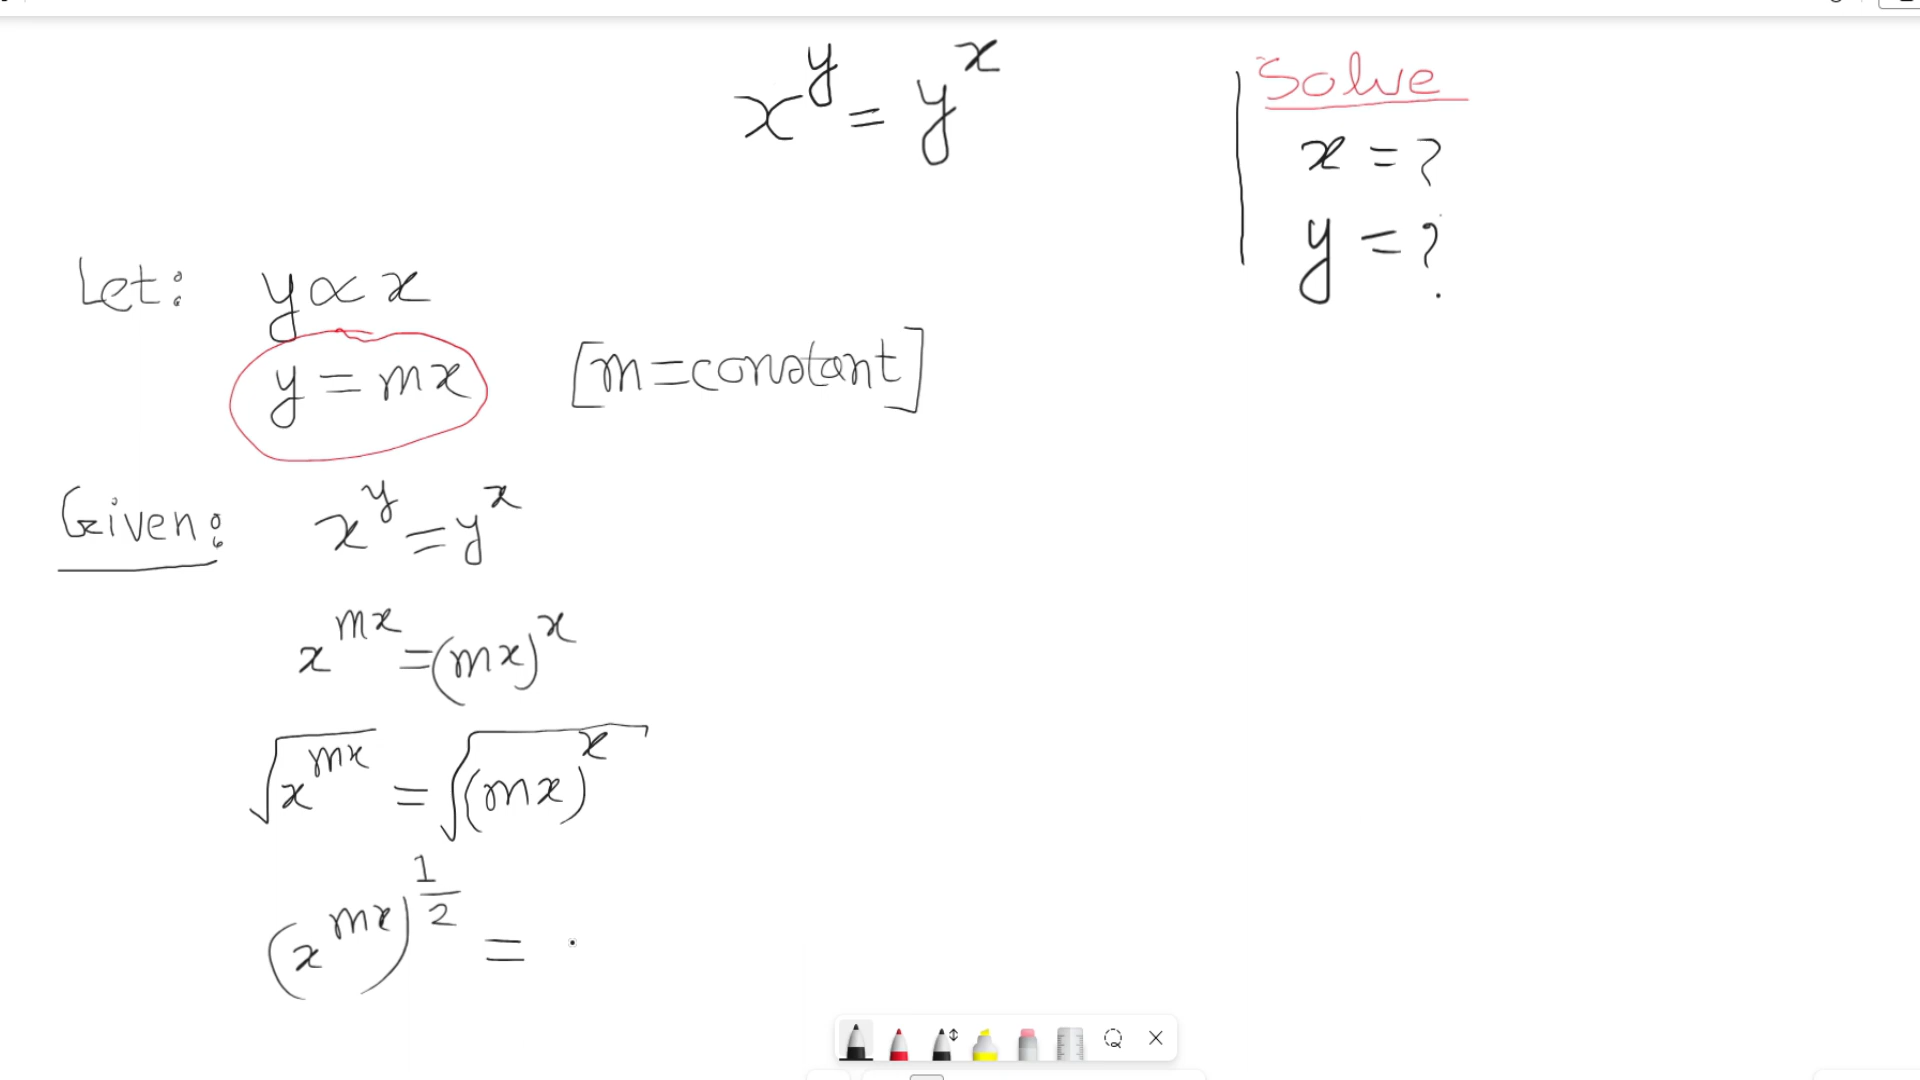 x^y = y^x
Solve
x = ?
y = ?
Let: y ∝ x
y = mx [m=constant]
Given: x^y = y^x
x^{mx} = (mx)^x
√(x^{mx}) = √((mx)^x)
(x^{mx})^{1/2} =